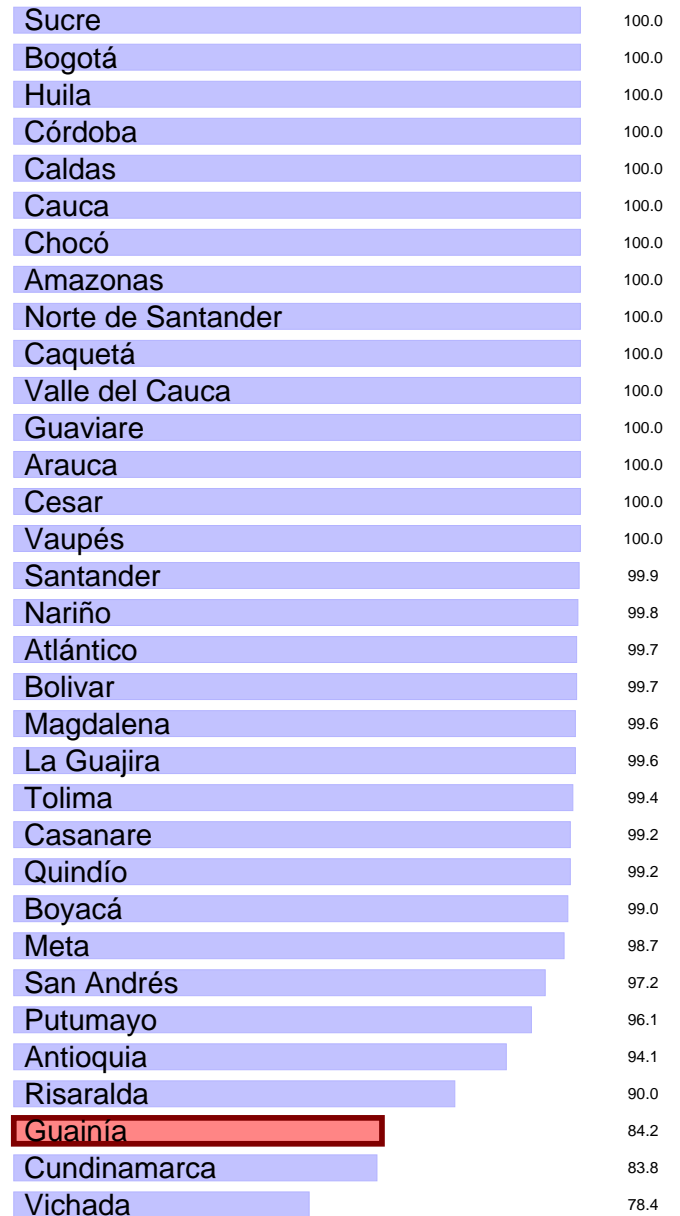 Sucre 100.0
Bogotá 100.0
Huila 100.0
Córdoba 100.0
Caldas 100.0
Cauca 100.0
Chocó 100.0
Amazonas 100.0
Norte de Santander 100.0
Caquetá 100.0
Valle del Cauca 100.0
Guaviare 100.0
Arauca 100.0
Cesar 100.0
Vaupés 100.0
Santander 99.9
Nariño 99.8
Atlántico 99.7
Bolivar 99.7
Magdalena 99.6
La Guajira 99.6
Tolima 99.4
Casanare 99.2
Quindío 99.2
Boyacá 99.0
Meta 98.7
San Andrés 97.2
Putumayo 96.1
Antioquia 94.1
Risaralda 90.0
Guainía 84.2
Cundinamarca 83.8
Vichada 78.4